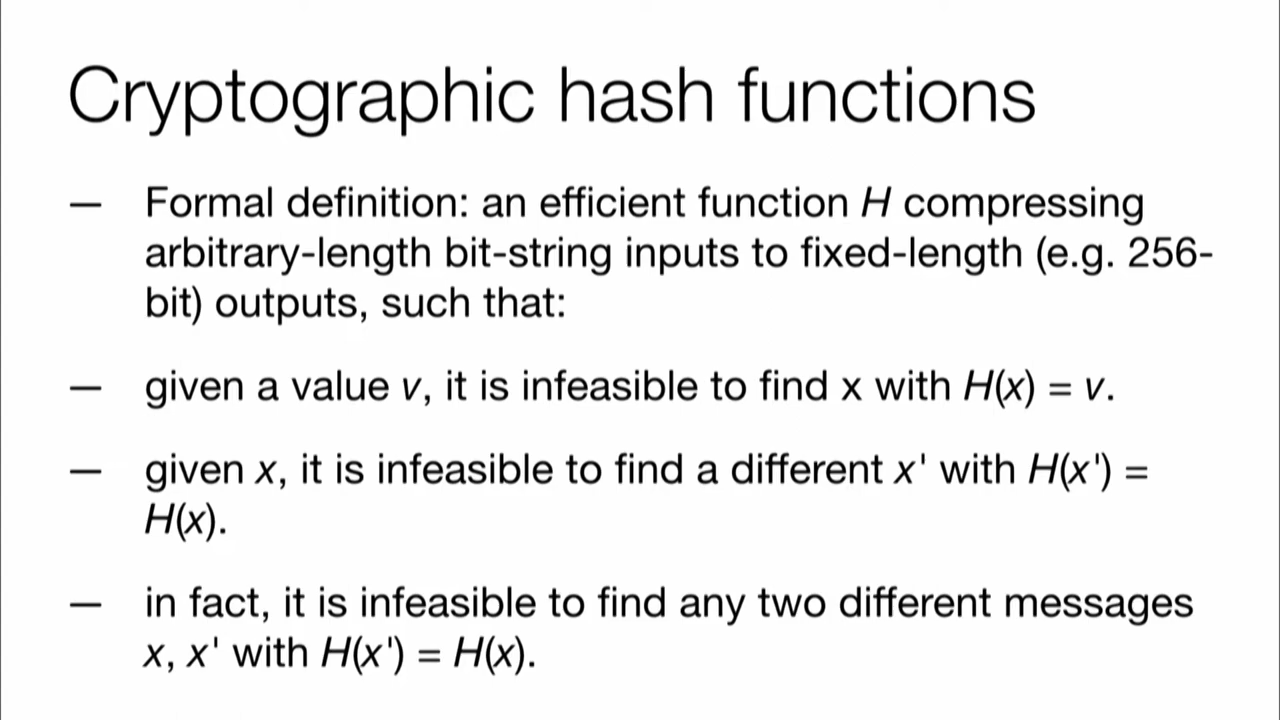 Cryptographic hash functions
— Formal definition: an efficient function H compressing
arbitrary-length bit-string inputs to fixed-length (e.g. 256-
bit) outputs, such that:
— given a value v, it is infeasible to find x with H(x) = v.
— given x, it is infeasible to find a different x' with H(x') =
H(x).
— in fact, it is infeasible to find any two different messages
x, x' with H(x') = H(x).